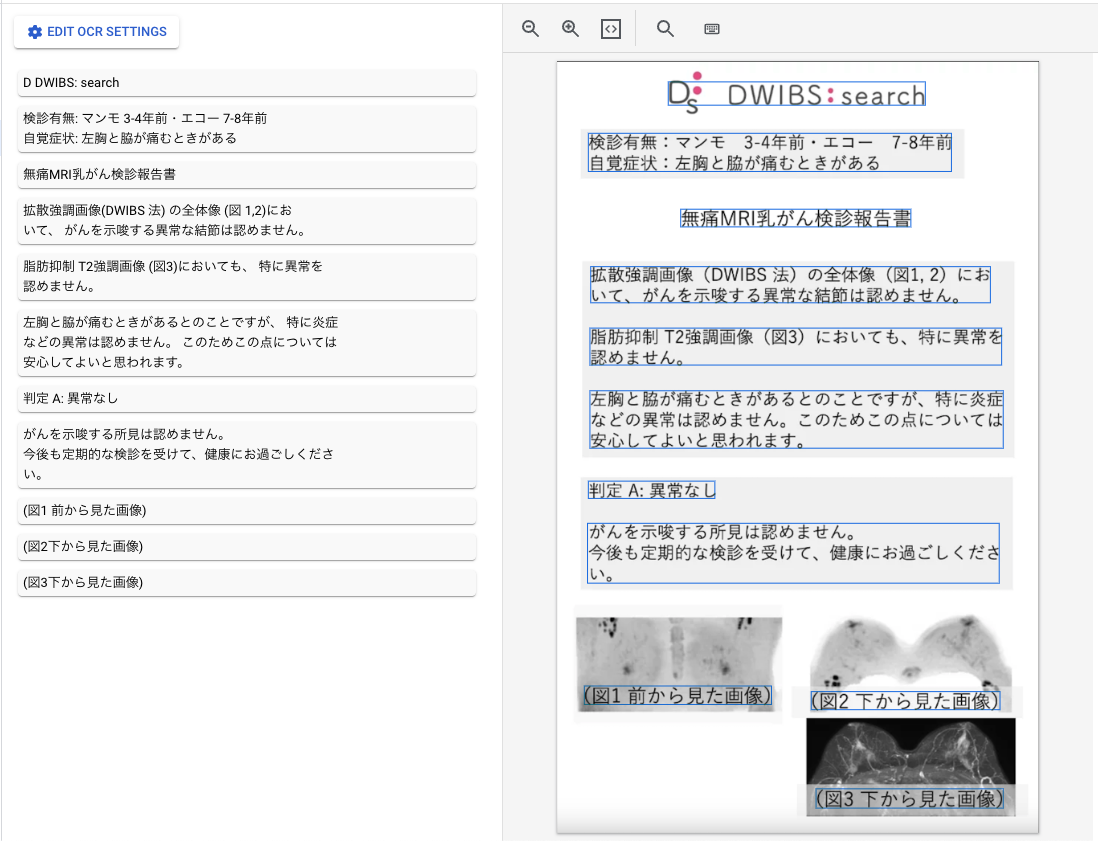 EDIT OCR SETTINGS
D DWIBS: search
検診有無: マンモ 3-4年前・エコー 7-8年前
自覚症状: 左胸と脇が痛むときがある
無痛MRI乳がん検診報告書
拡散強調画像(DWIBS 法) の全体像 (図 1,2)にお
いて、 がんを示唆する異常な結節は認めません。
脂肪抑制 T2強調画像 (図3)においても、 特に異常を
認めません。
左胸と脇が痛むときがあるとのことですが、 特に炎症
などの異常は認めません。 このためこの点については
安心してよいと思われます。
判定 A: 異常なし
がんを示唆する所見は認めません。
今後も定期的な検診を受けて、健康にお過ごしくださ
い。
(図1 前から見た画像)
(図2下から見た画像)
(図3下から見た画像)
Ds DWIBS:search
検診有無：マンモ　3-4年前・エコー　7-8年前
自覚症状：左胸と脇が痛むときがある
無痛MRI乳がん検診報告書
拡散強調画像（DWIBS 法）の全体像（図1, 2）にお
いて、がんを示唆する異常な結節は認めません。
脂肪抑制 T2強調画像（図3）においても、特に異常を
認めません。
左胸と脇が痛むときがあるとのことですが、特に炎症
などの異常は認めません。このためこの点については
安心してよいと思われます。
判定 A: 異常なし
がんを示唆する所見は認めません。
今後も定期的な検診を受けて、健康にお過ごしくださ
い。
（図1 前から見た画像）
（図2 下から見た画像）
（図3 下から見た画像）